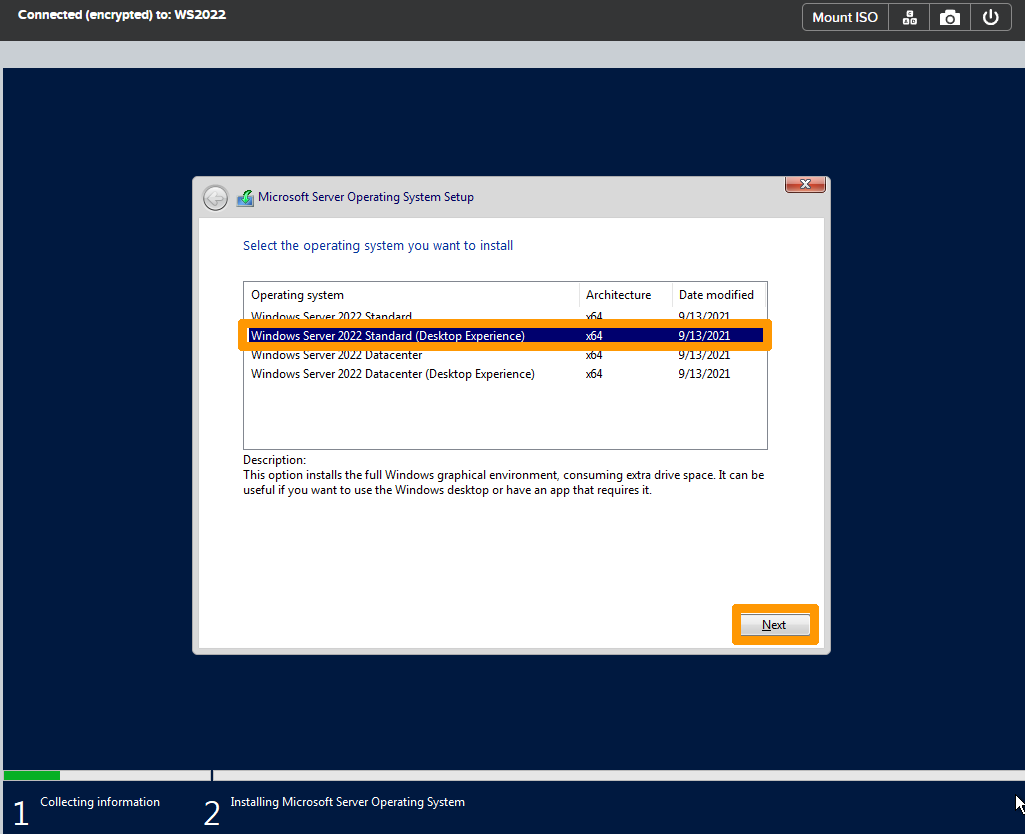 Connected (encrypted) to: WS2022
Mount ISO
Microsoft Server Operating System Setup
Select the operating system you want to install
Operating system Architecture Date modified
Windows Server 2022 Standard x64 9/13/2021
Windows Server 2022 Standard (Desktop Experience) x64 9/13/2021
Windows Server 2022 Datacenter x64 9/13/2021
Windows Server 2022 Datacenter (Desktop Experience) x64 9/13/2021
Description:
This option installs the full Windows graphical environment, consuming extra drive space. It can be
useful if you want to use the Windows desktop or have an app that requires it.
Next
1 Collecting information 2 Installing Microsoft Server Operating System